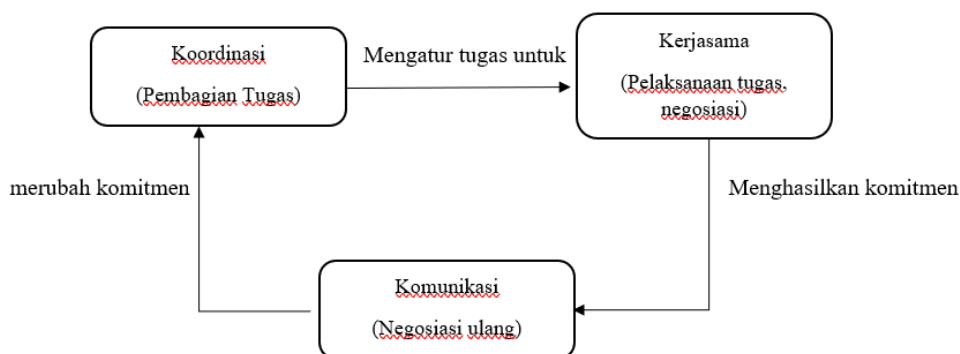 Koordinasi
(Pembagian Tugas)
Mengatur tugas untuk
Kerjasama
(Pelaksanaan tugas,
negosiasi)
merubah komitmen
Menghasilkan komitmen
Komunikasi
(Negosiasi ulang)